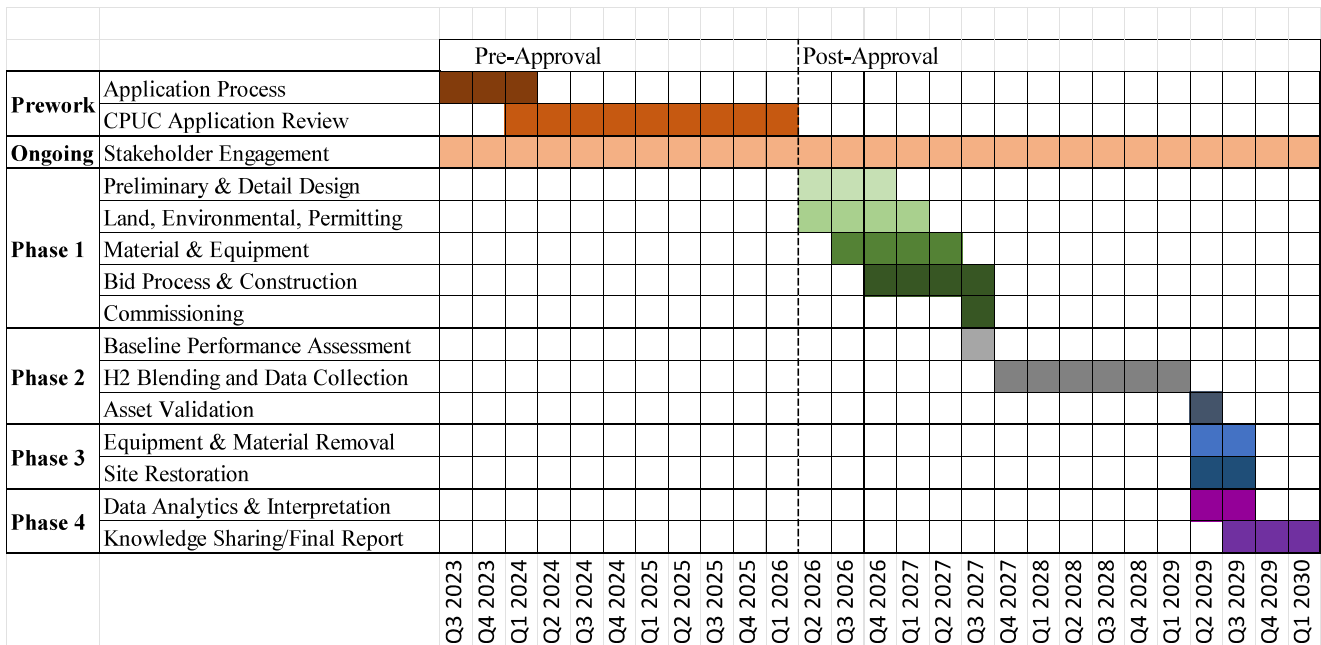 Pre-Approval
Post-Approval
Prework
Application Process
CPUC Application Review
Ongoing
Stakeholder Engagement
Phase 1
Preliminary & Detail Design
Land, Environmental, Permitting
Material & Equipment
Bid Process & Construction
Commissioning
Phase 2
Baseline Performance Assessment
H2 Blending and Data Collection
Asset Validation
Phase 3
Equipment & Material Removal
Site Restoration
Phase 4
Data Analytics & Interpretation
Knowledge Sharing/Final Report
Q3 2023
Q4 2023
Q1 2024
Q2 2024
Q3 2024
Q4 2024
Q1 2025
Q2 2025
Q3 2025
Q4 2025
Q1 2026
Q2 2026
Q3 2026
Q4 2026
Q1 2027
Q2 2027
Q3 2027
Q4 2027
Q1 2028
Q2 2028
Q3 2028
Q4 2028
Q1 2029
Q2 2029
Q3 2029
Q4 2029
Q1 2030